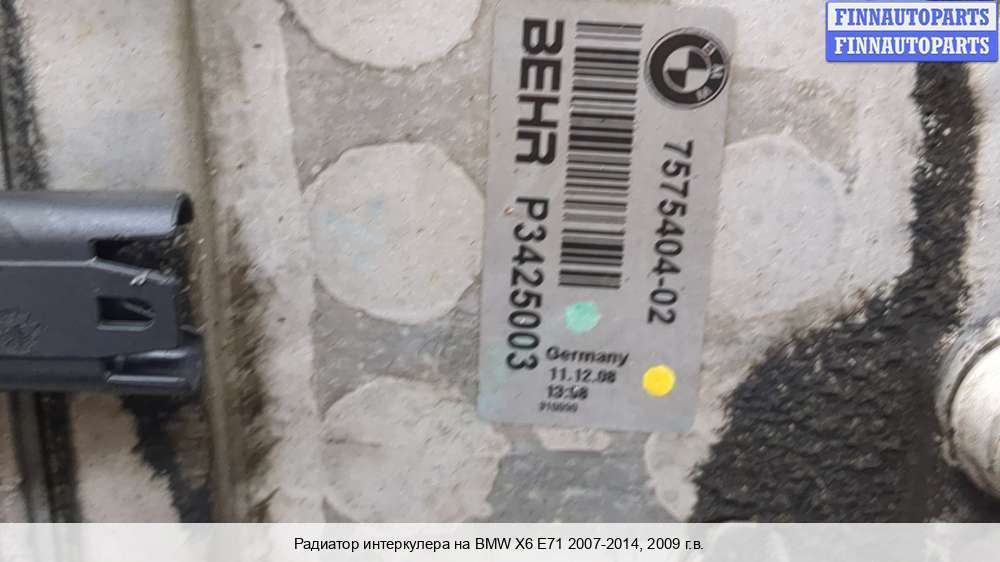 FINNAUTOPARTS
FINNAUTOPARTS
BMW
7575404-02
BEHR P3425003
Germany
11.12.08
Радиатор интеркулера на BMW X6 E71 2007-2014, 2009 г.в.